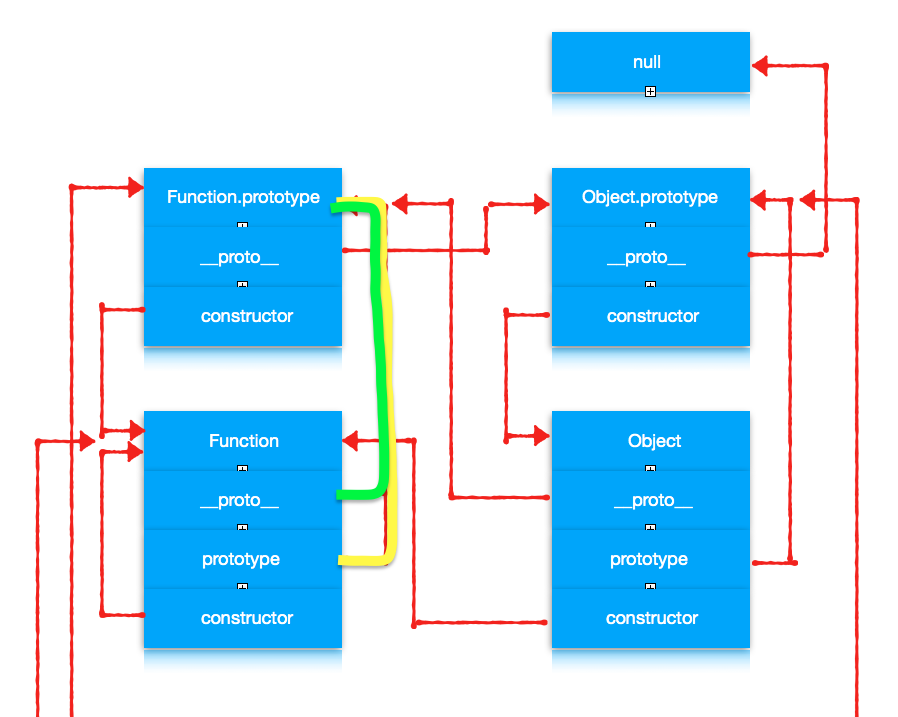 null
Function.prototype
__proto__
constructor
Object.prototype
__proto__
constructor
Function
__proto__
prototype
constructor
Object
__proto__
prototype
constructor